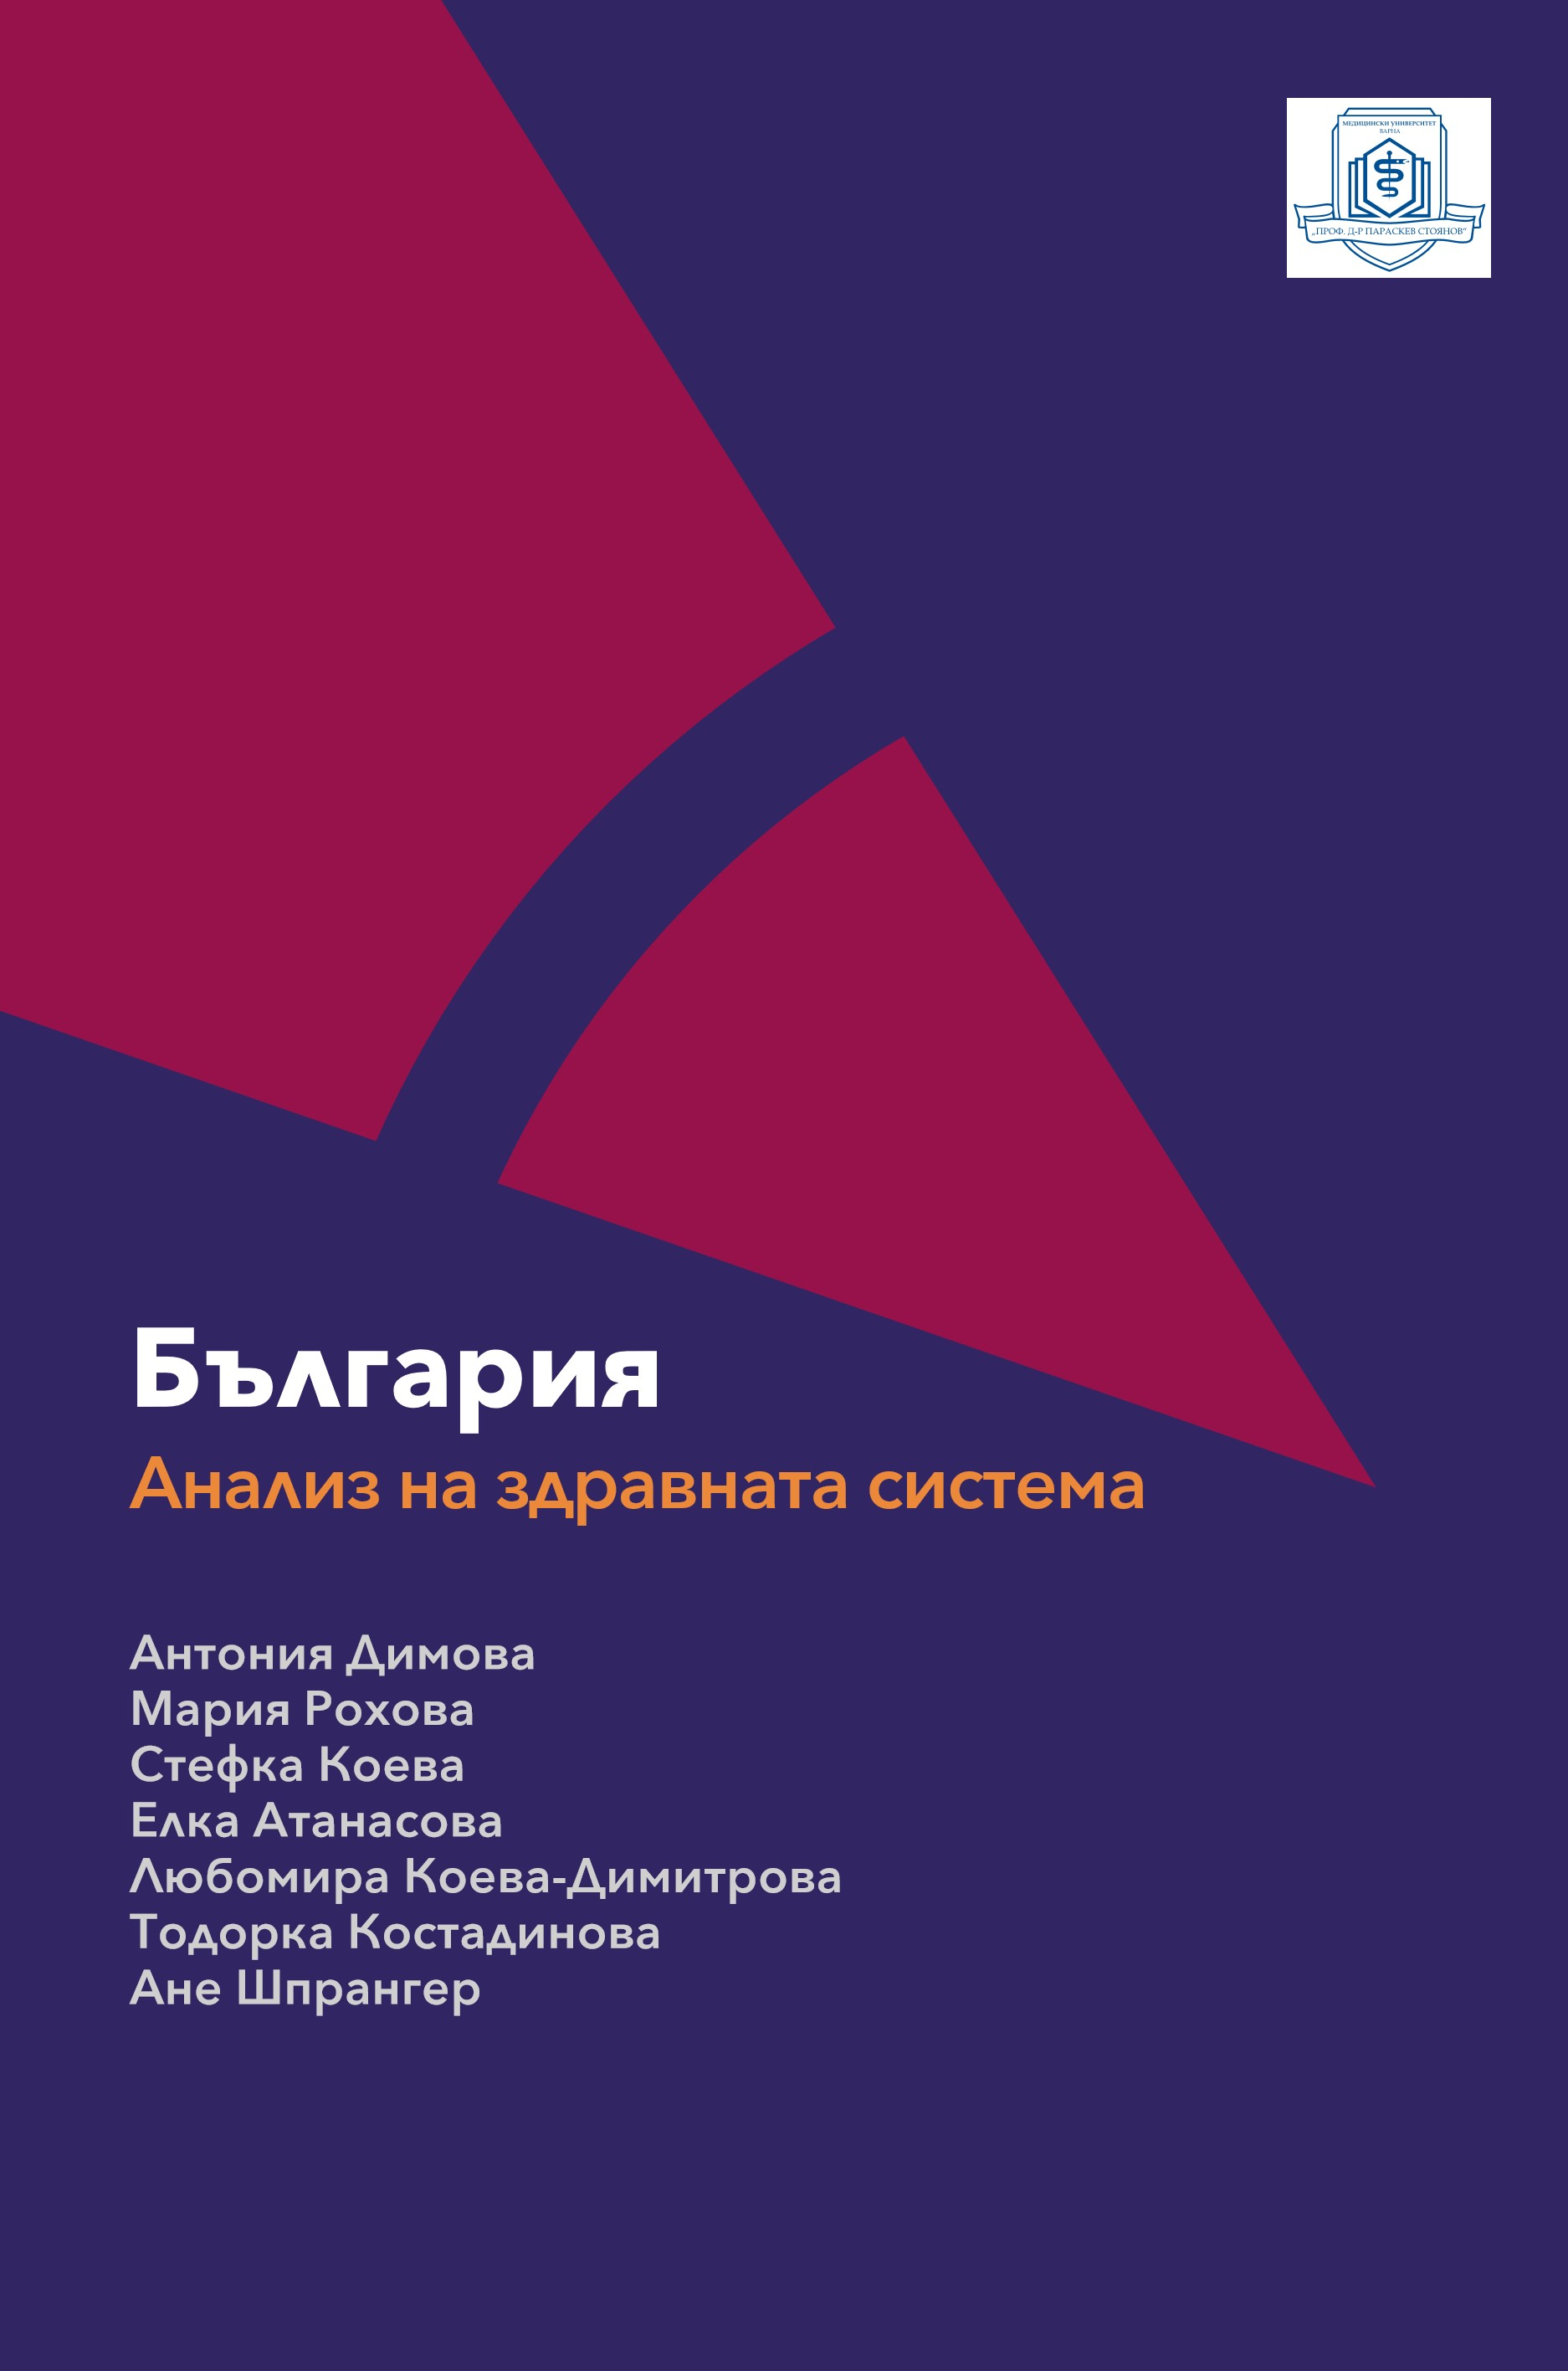 МЕДИЦИНСКИ УНИВЕРСИТЕТ
ВАРНА
„ПРОФ. Д-Р ПАРАСКЕВ СТОЯНОВ“
България
Анализ на здравната система
Антония Димова
Мария Рохова
Стефка Коева
Елка Атанасова
Любомира Коева-Димитрова
Тодорка Костадинова
Ане Шпрангер